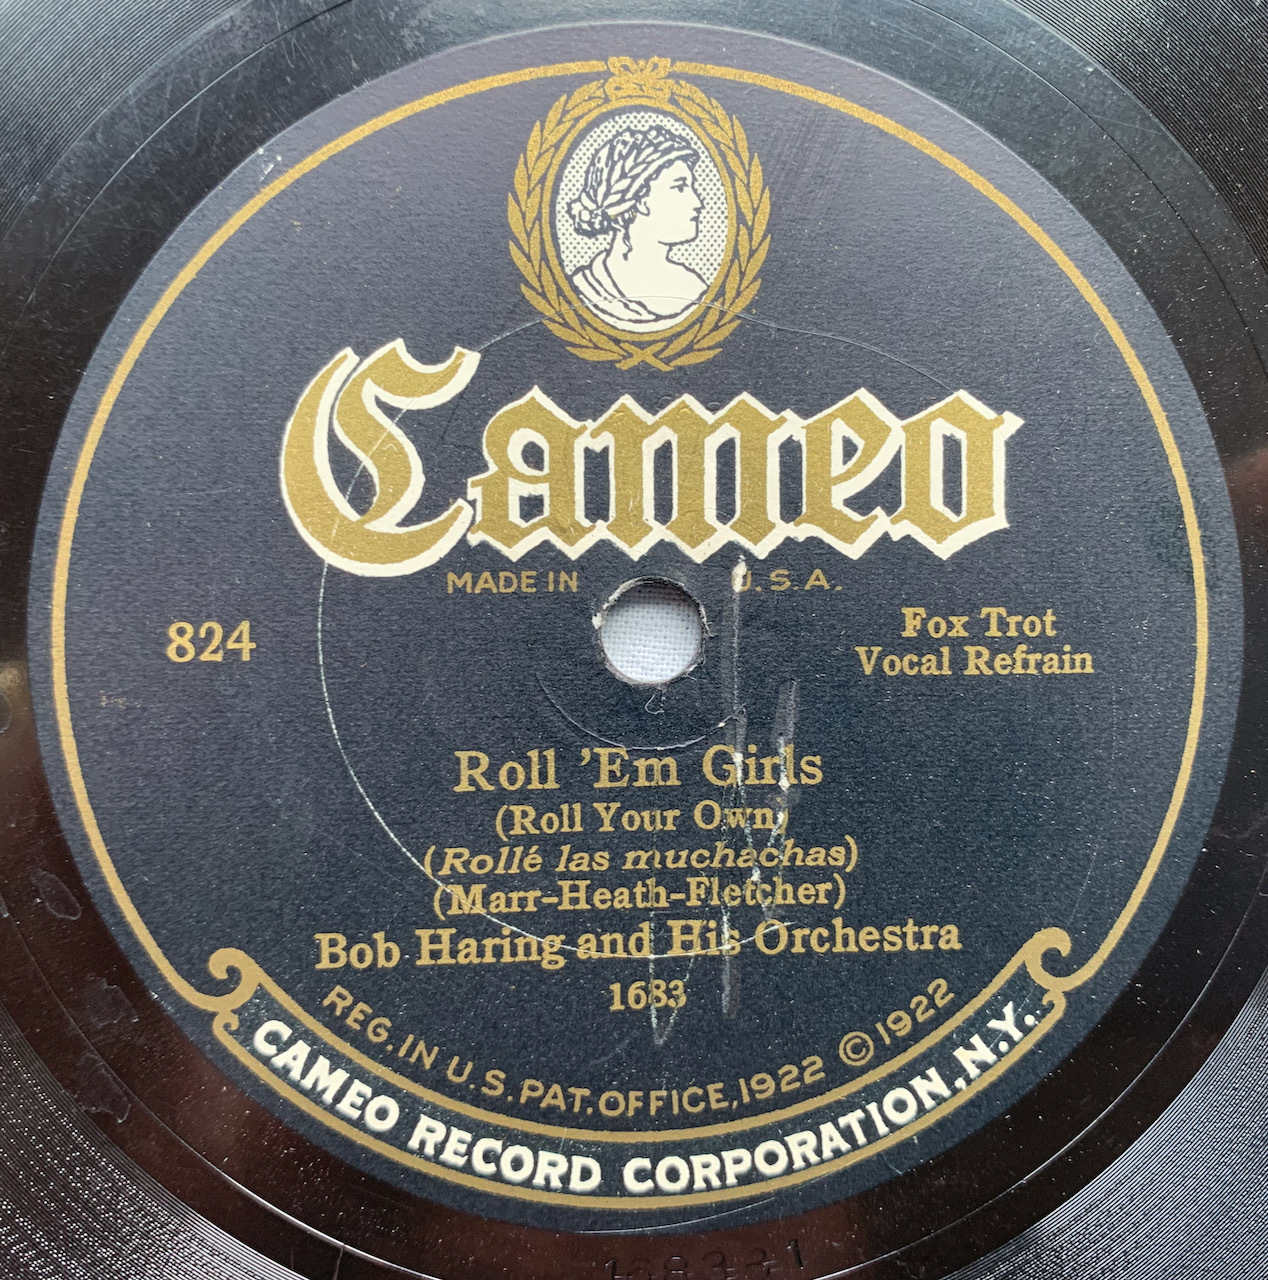 Cameo
MADE IN U.S.A.
824
Fox Trot
Vocal Refrain
Roll 'Em Girls
(Roll Your Own)
(Rollé las muchachas)
(Marr-Heath-Fletcher)
Bob Haring and His Orchestra
1683
REG. IN U.S. PAT. OFFICE, 1922 © 1922
CAMEO RECORD CORPORATION, N.Y.